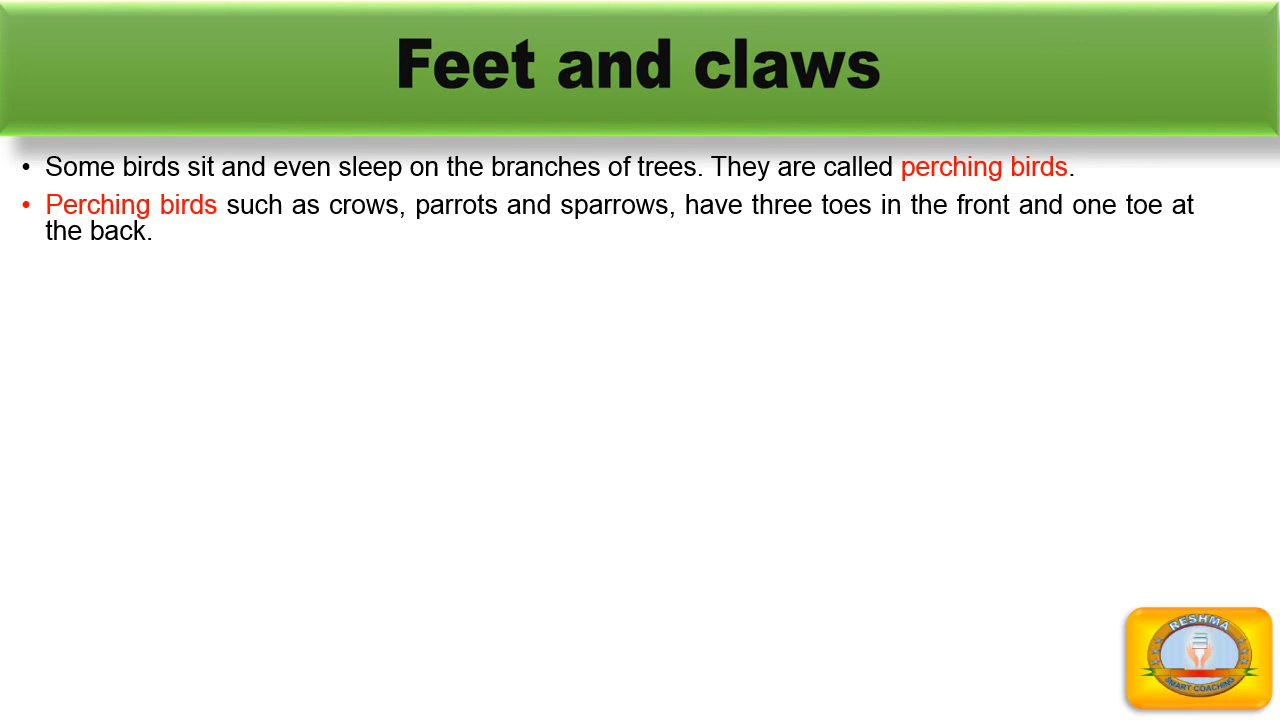 Feet and claws
• Some birds sit and even sleep on the branches of trees. They are called perching birds.
• Perching birds such as crows, parrots and sparrows, have three toes in the front and one toe at
the back.
RESHMA
SMART COACHING